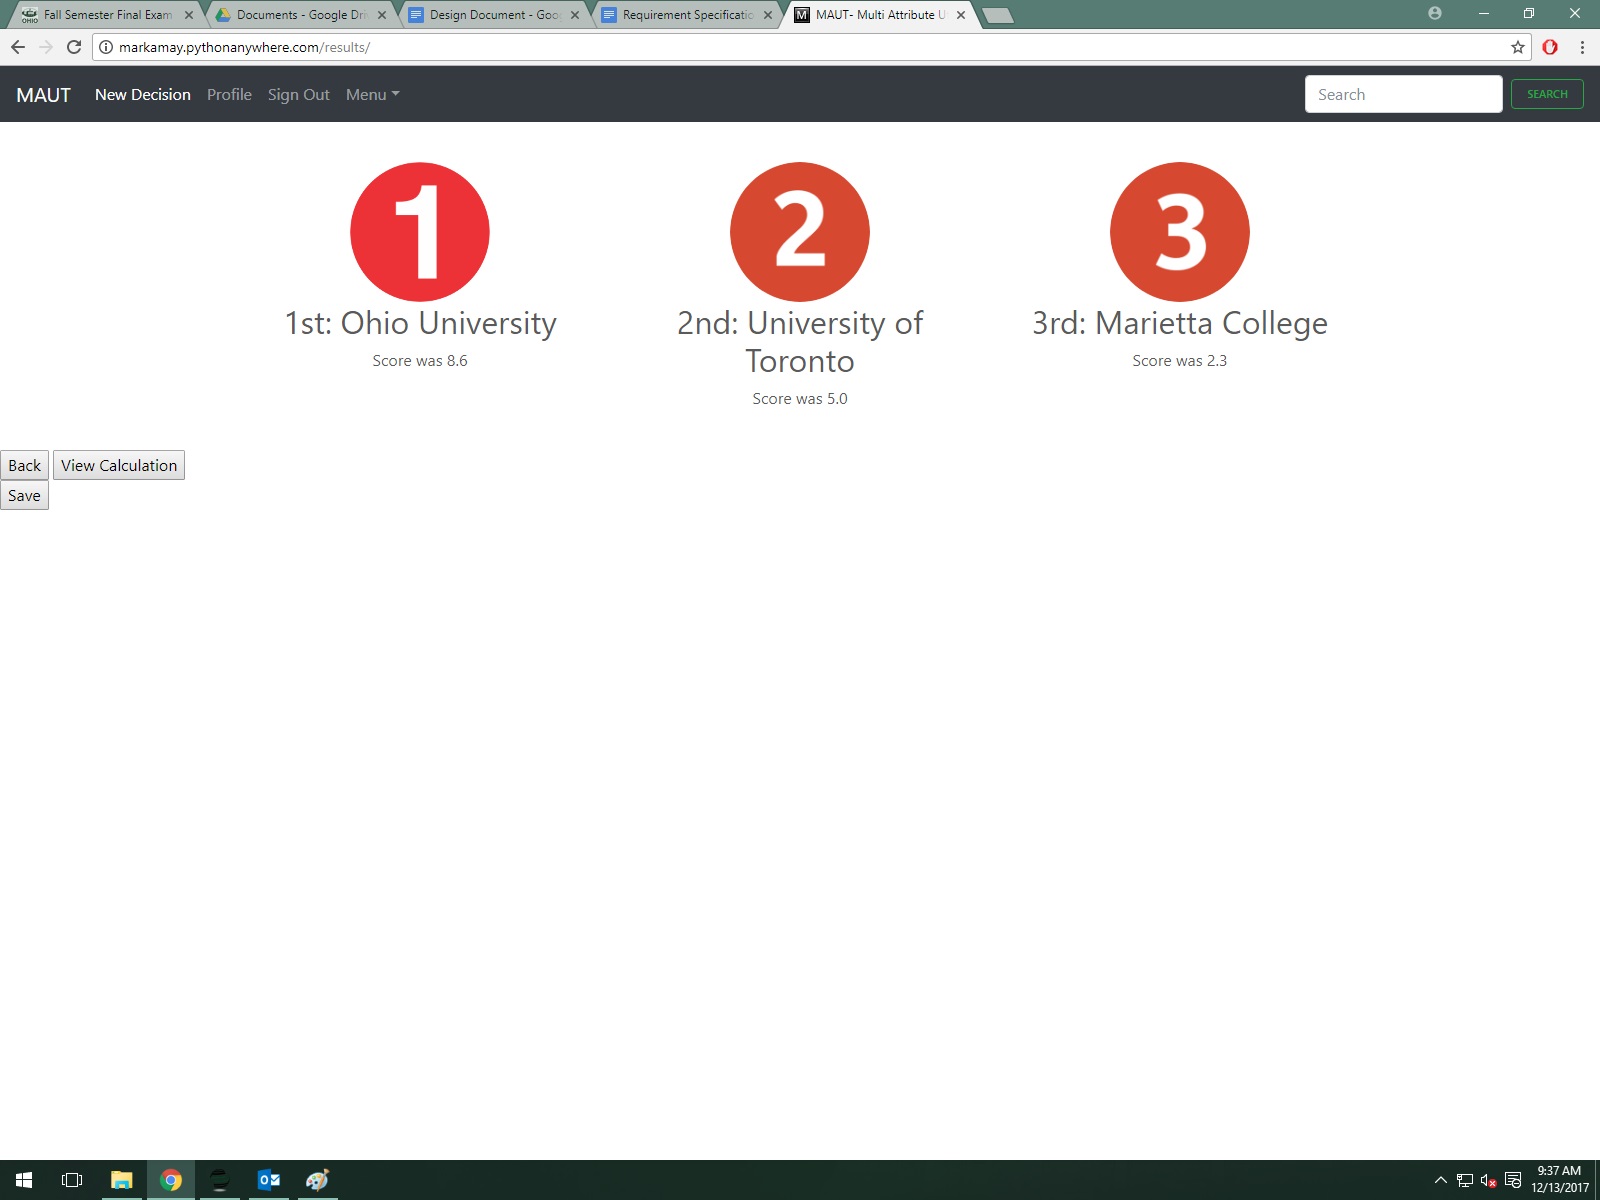 Fall Semester Final Exam
Documents - Google Dri
Design Document - Goo
Requirement Specificatio
MAUT- Multi Attribute U
markamay.pythonanywhere.com/results/
MAUT New Decision Profile Sign Out Menu Search SEARCH
1 2 3
1st: Ohio University
Score was 8.6
2nd: University of
Toronto
Score was 5.0
3rd: Marietta College
Score was 2.3
Back View Calculation
Save
9:37 AM
12/13/2017